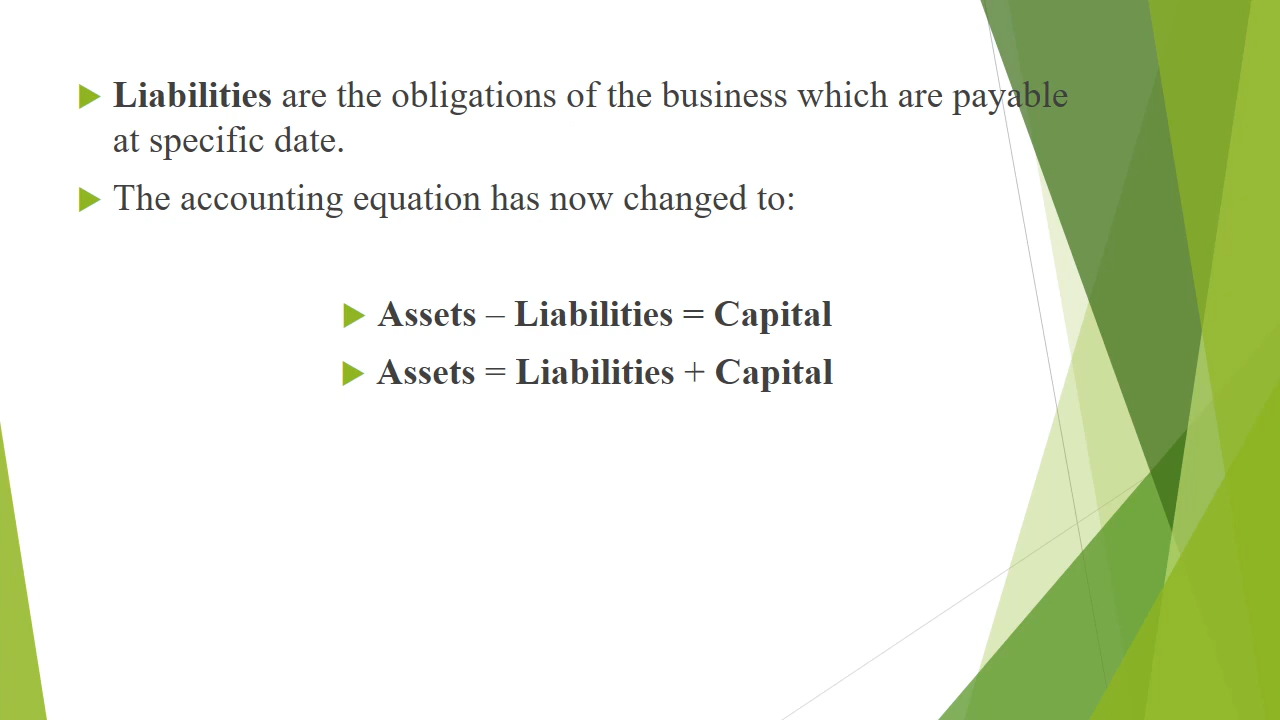 Liabilities are the obligations of the business which are payable
at specific date.
The accounting equation has now changed to:
Assets – Liabilities = Capital
Assets = Liabilities + Capital